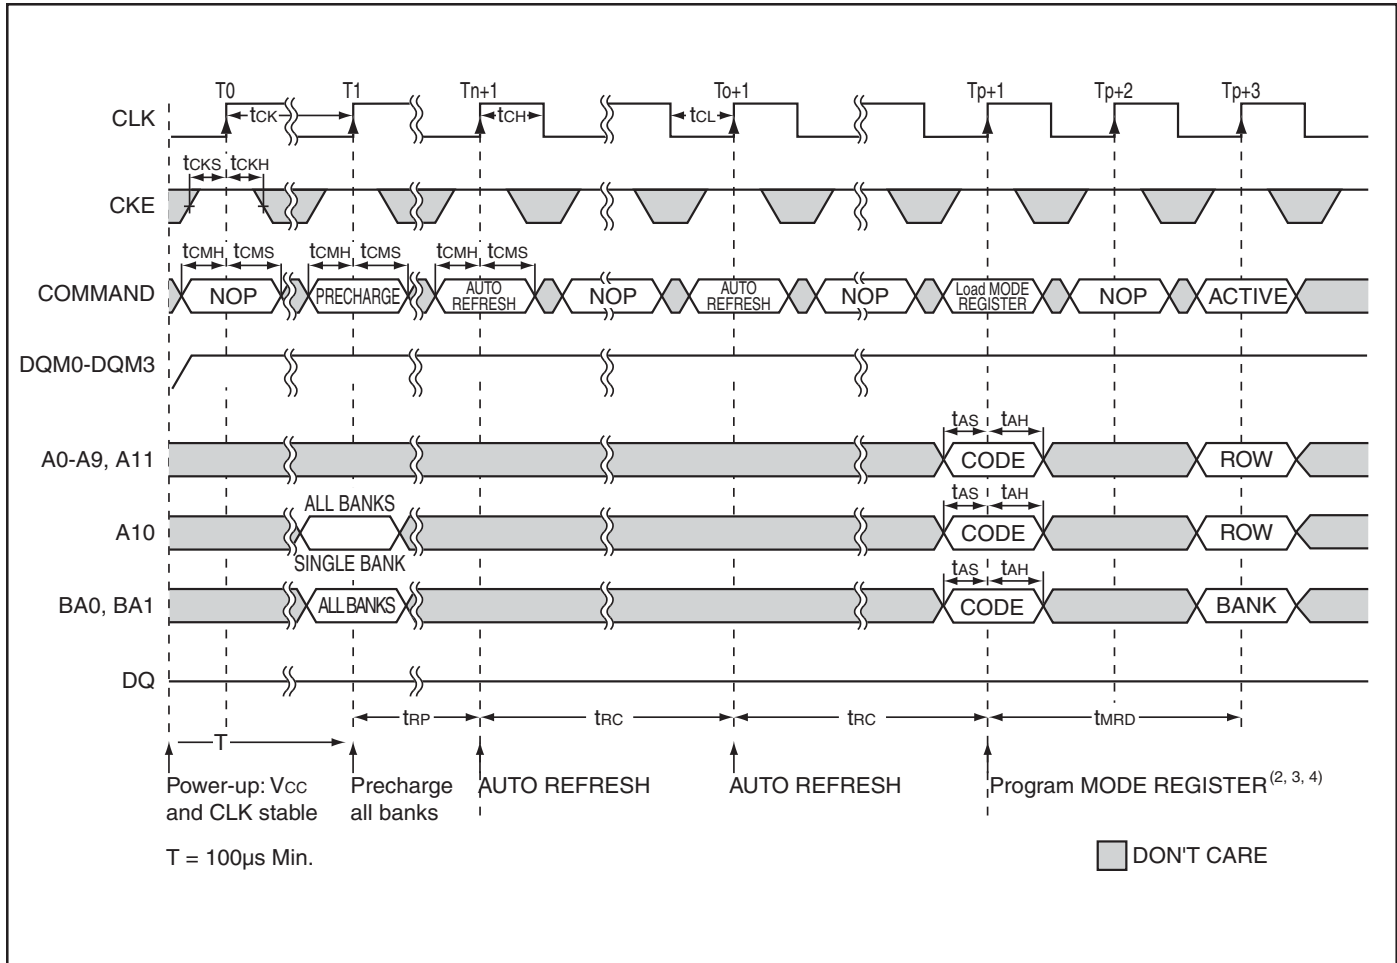 T0 T1 Tn+1 To+1 Tp+1 Tp+2 Tp+3
CLK tCK tCH tCL
tCKS tCKH
CKE
tCMH tCMS tCMH tCMS tCMH tCMS
COMMAND NOP PRECHARGE AUTO REFRESH NOP AUTO REFRESH NOP Load MODE REGISTER NOP ACTIVE
DQM0-DQM3
tAS tAH
A0-A9, A11 CODE ROW
ALL BANKS tAS tAH
A10 CODE ROW
SINGLE BANK tAS tAH
BA0, BA1 ALL BANKS CODE BANK
DQ
tRP tRC tRC tMRD
T
Power-up: VCC
and CLK stable
Precharge
all banks
AUTO REFRESH
AUTO REFRESH
Program MODE REGISTER(2, 3, 4)
T = 100µs Min.
DON'T CARE